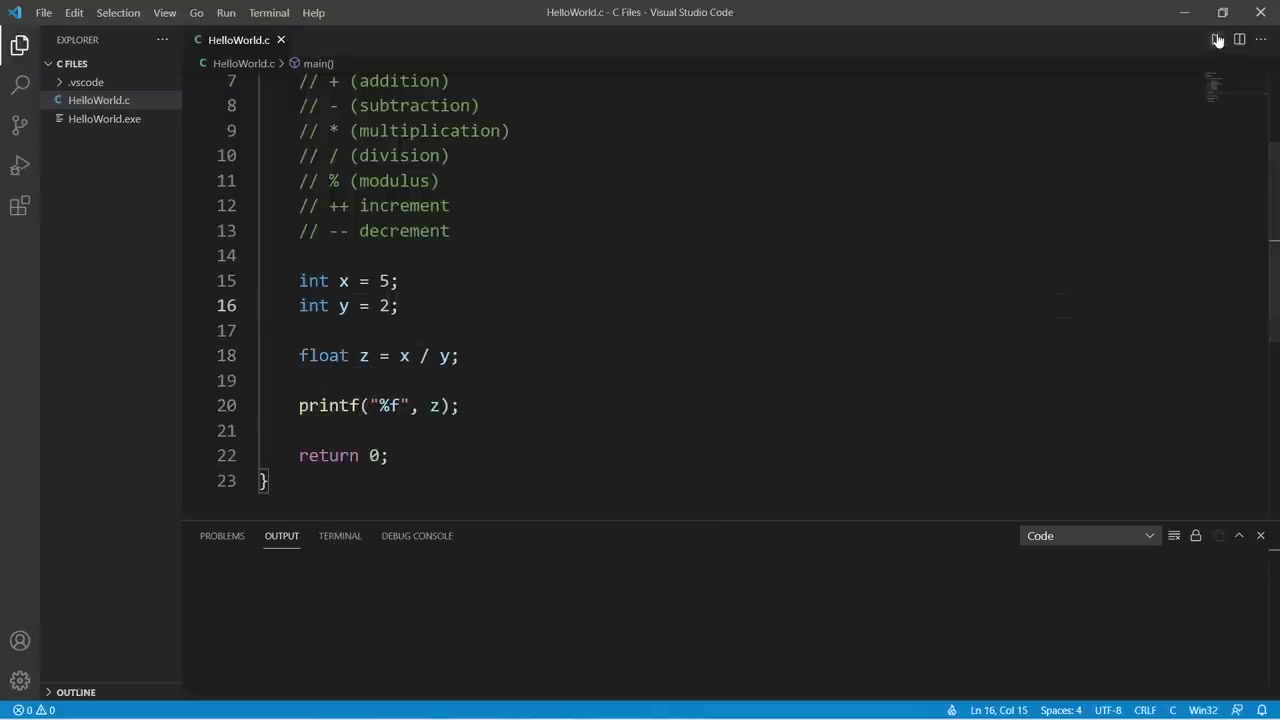 File Edit Selection View Go Run Terminal Help
HelloWorld.c - C Files - Visual Studio Code
EXPLORER
C FILES
.vscode
C HelloWorld.c
HelloWorld.exe
OUTLINE
C HelloWorld.c
C HelloWorld.c > main()
7 // + (addition)
8 // - (subtraction)
9 // * (multiplication)
10 // / (division)
11 // % (modulus)
12 // ++ increment
13 // -- decrement
14
15 int x = 5;
16 int y = 2;
17
18 float z = x / y;
19
20 printf("%f", z);
21
22 return 0;
23 }
PROBLEMS OUTPUT TERMINAL DEBUG CONSOLE
Code
0 0
Ln 16, Col 15 Spaces: 4 UTF-8 CRLF C Win32